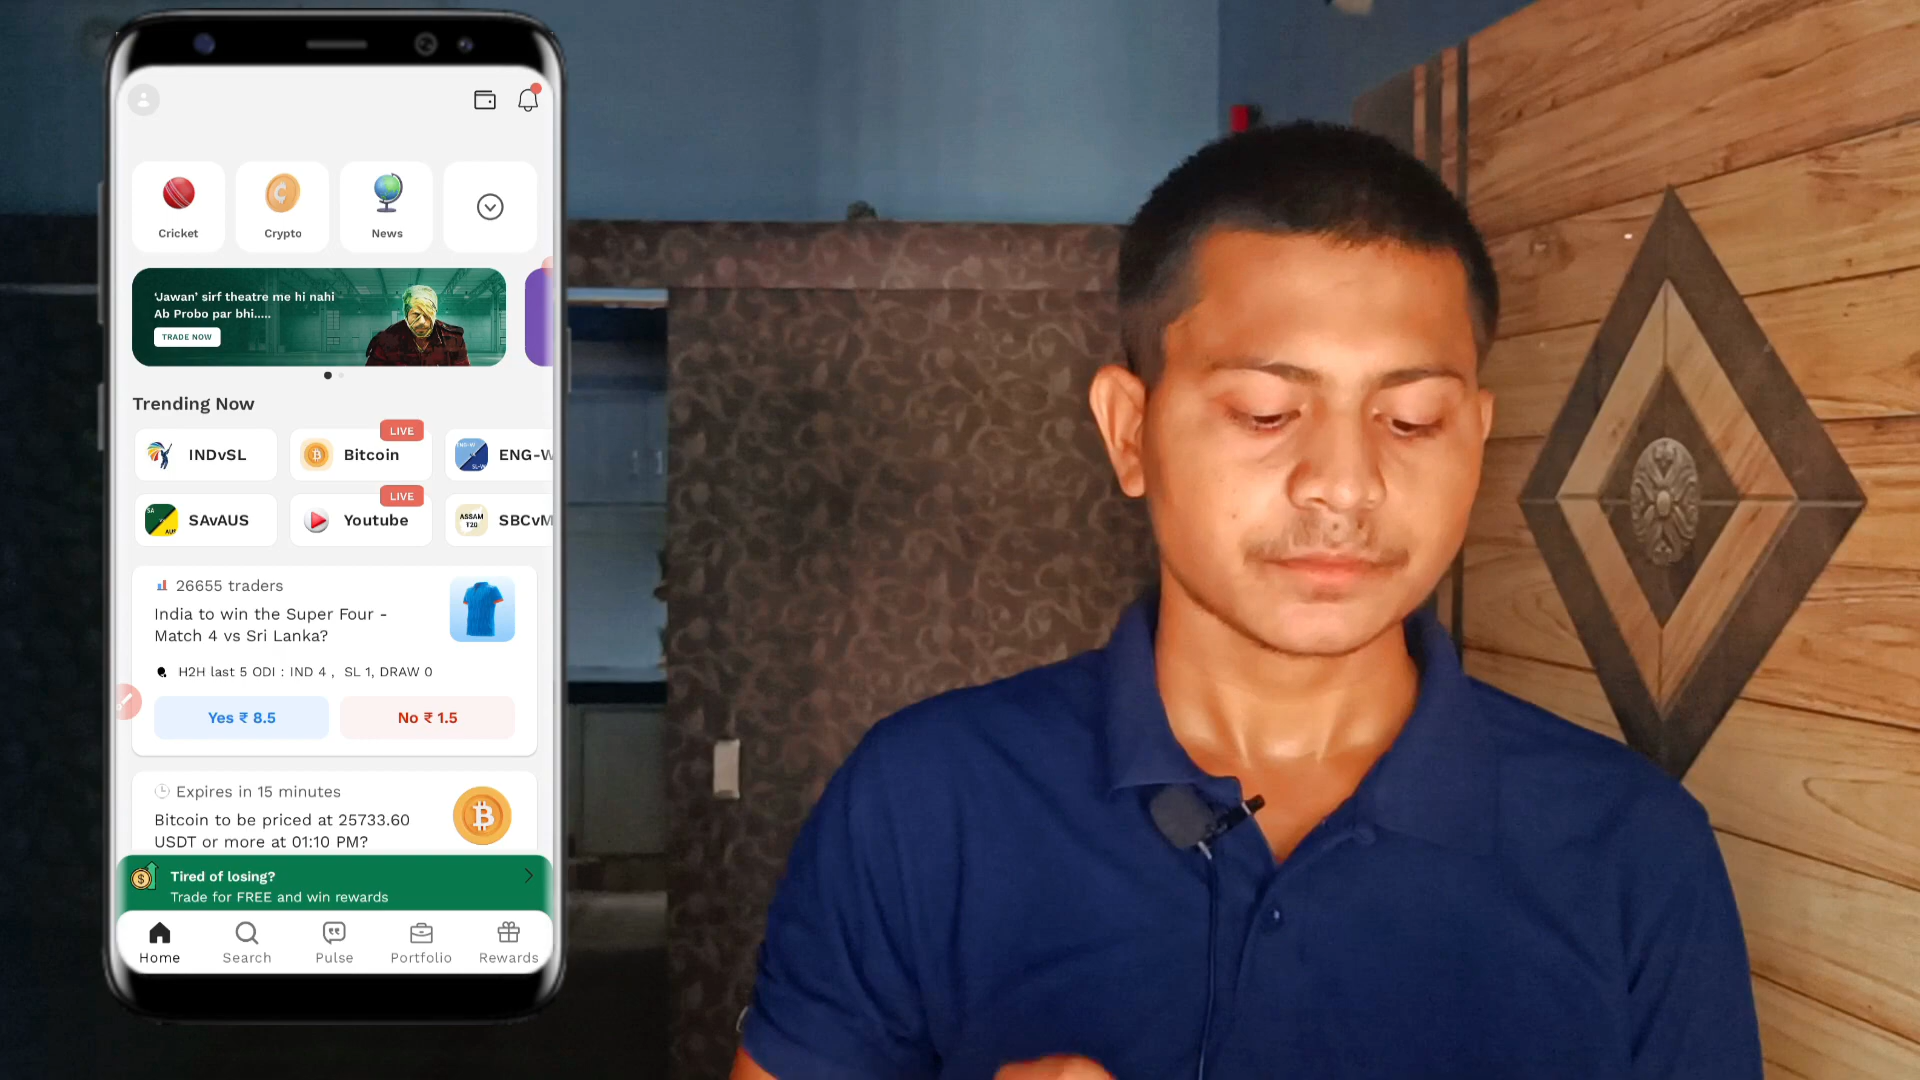 Cricket
Crypto
News
‘Jawan’ sirf theatre me hi nahi
Ab Probo par bhi.....
TRADE NOW
Trending Now
LIVE
INDvSL
Bitcoin
ENG-W
LIVE
SA
AUS
SAvAUS
Youtube
ASSAM
T20
SBCvM
26655 traders
India to win the Super Four -
Match 4 vs Sri Lanka?
H2H last 5 ODI : IND 4 , SL 1, DRAW 0
Yes ₹ 8.5
No ₹ 1.5
Expires in 15 minutes
Bitcoin to be priced at 25733.60
USDT or more at 01:10 PM?
Tired of losing?
Trade for FREE and win rewards
Home
Search
Pulse
Portfolio
Rewards